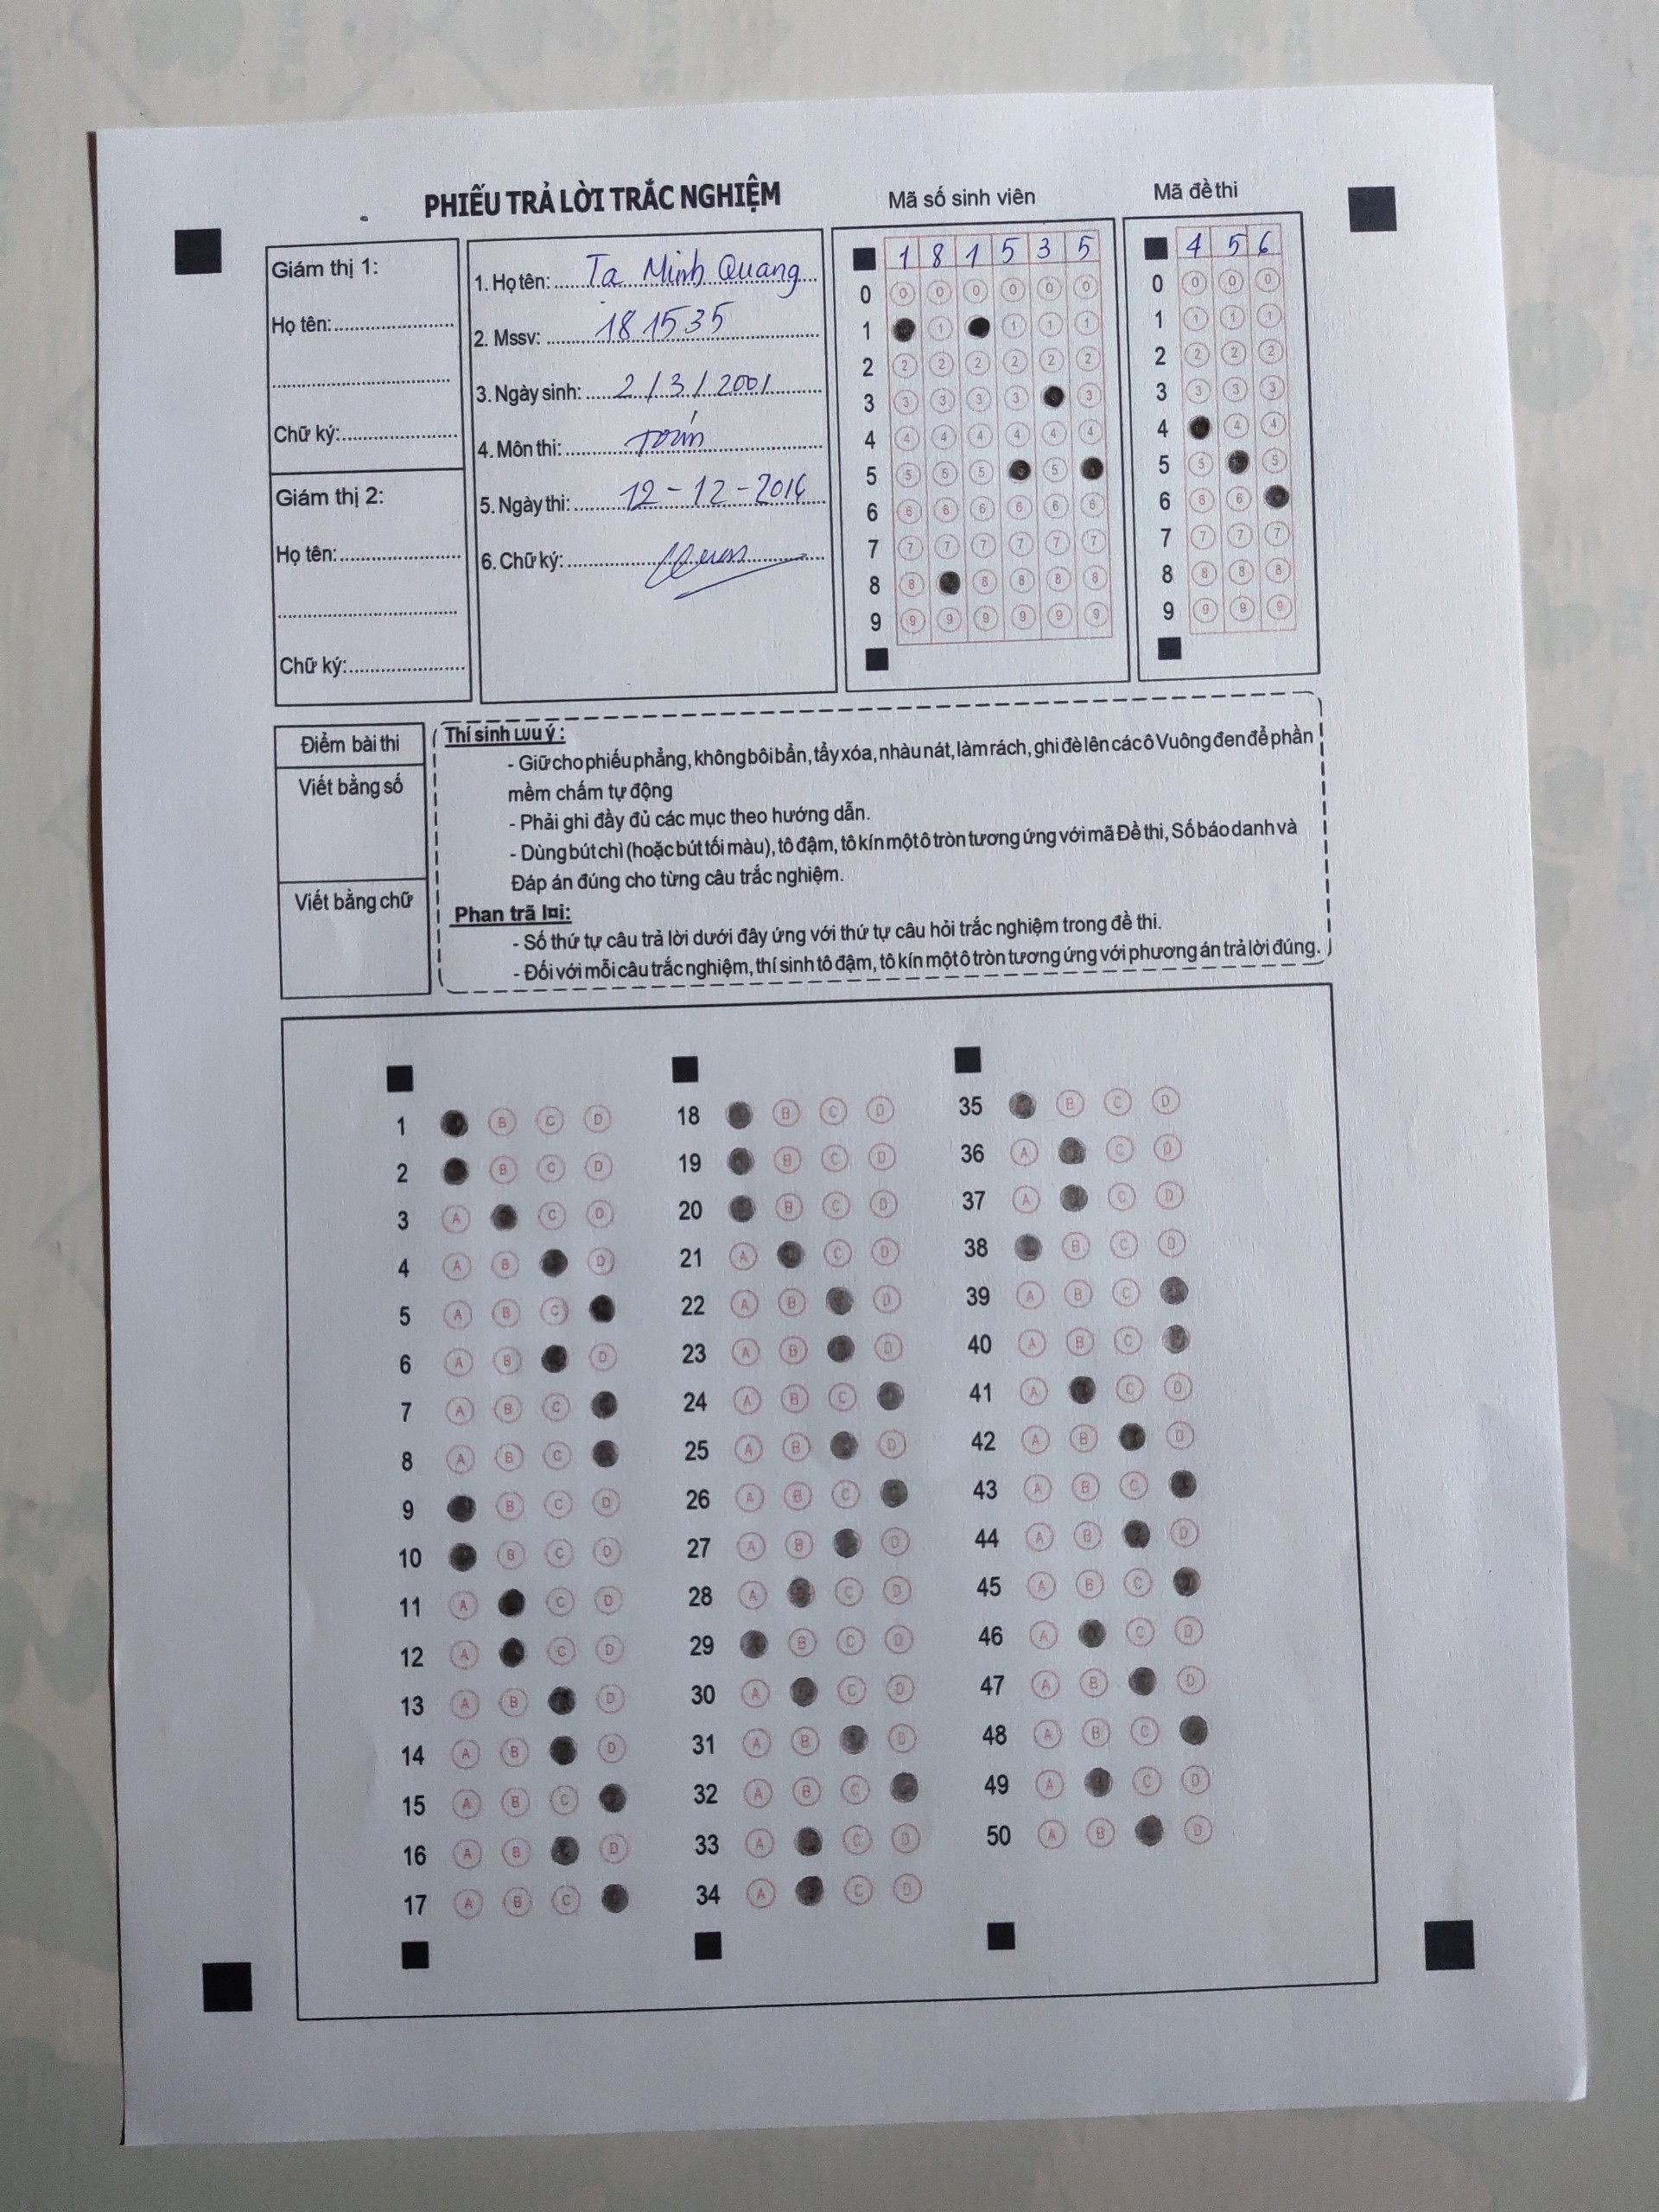 PHIẾU TRẢ LỜI TRẮC NGHIỆM
Mã số sinh viên
Mã đề thi
Giám thị 1:
Họ tên:
Chữ ký:
Giám thị 2:
Họ tên:
Chữ ký:
1. Họ tên: Ta Minh Quang
2. Mssv: 181535
3. Ngày sinh: 2/3/2001
4. Môn thi: Toán
5. Ngày thi: 12-12-2016
6. Chữ ký:
1 8 1 5 3 5
0 0 0 0 0 0 0
1 1 1 1 1
2 2 2 2 2 2 2
3 3 3 3 3 3
4 4 4 4 4 4 4
5 5 5 5 5
6 6 6 6 6 6 6
7 7 7 7 7 7 7
8 8 8 8 8 8
9 9 9 9 9 9 9
4 5 6
0 0 0 0
1 1 1 1
2 2 2 2
3 3 3 3
4 4 4
5 5 5
6 6 6
7 7 7 7
8 8 8 8
9 9 9 9
Điểm bài thi
Viết bằng số
Viết bằng chữ
Thí sinh Lưu ý :
- Giữ cho phiếu phẳng, không bôi bẩn, tẩy xóa, nhàu nát, làm rách, ghi đè lên các ô Vuông đen để phần
mềm chấm tự động
- Phải ghi đầy đủ các mục theo hướng dẫn.
- Dùng bút chì (hoặc bút tối màu), tô đậm, tô kín một ô tròn tương ứng với mã Đề thi, Số báo danh và
Đáp án đúng cho từng câu trắc nghiệm.
Phan trã l¤i:
- Số thứ tự câu trả lời dưới đây ứng với thứ tự câu hỏi trắc nghiệm trong đề thi.
- Đối với mỗi câu trắc nghiệm, thí sinh tô đậm, tô kín một ô tròn tương ứng với phương án trả lời đúng.
1 B C D
2 B C D
3 A C D
4 A B D
5 A B C
6 A B D
7 A B C
8 A B C
9 B C D
10 B C D
11 A C D
12 A C D
13 A B D
14 A B D
15 A B C
16 A B D
17 A B C
18 B C D
19 B C D
20 B C D
21 A C D
22 A B D
23 A B D
24 A B C
25 A B D
26 A B C
27 A B D
28 A C D
29 B C D
30 A C D
31 A B D
32 A B C
33 A C D
34 A C D
35 B C D
36 A C D
37 A C D
38 B C D
39 A B C
40 A B C
41 A C D
42 A B D
43 A B C
44 A B D
45 A B C
46 A C D
47 A B D
48 A B C
49 A C D
50 A B D